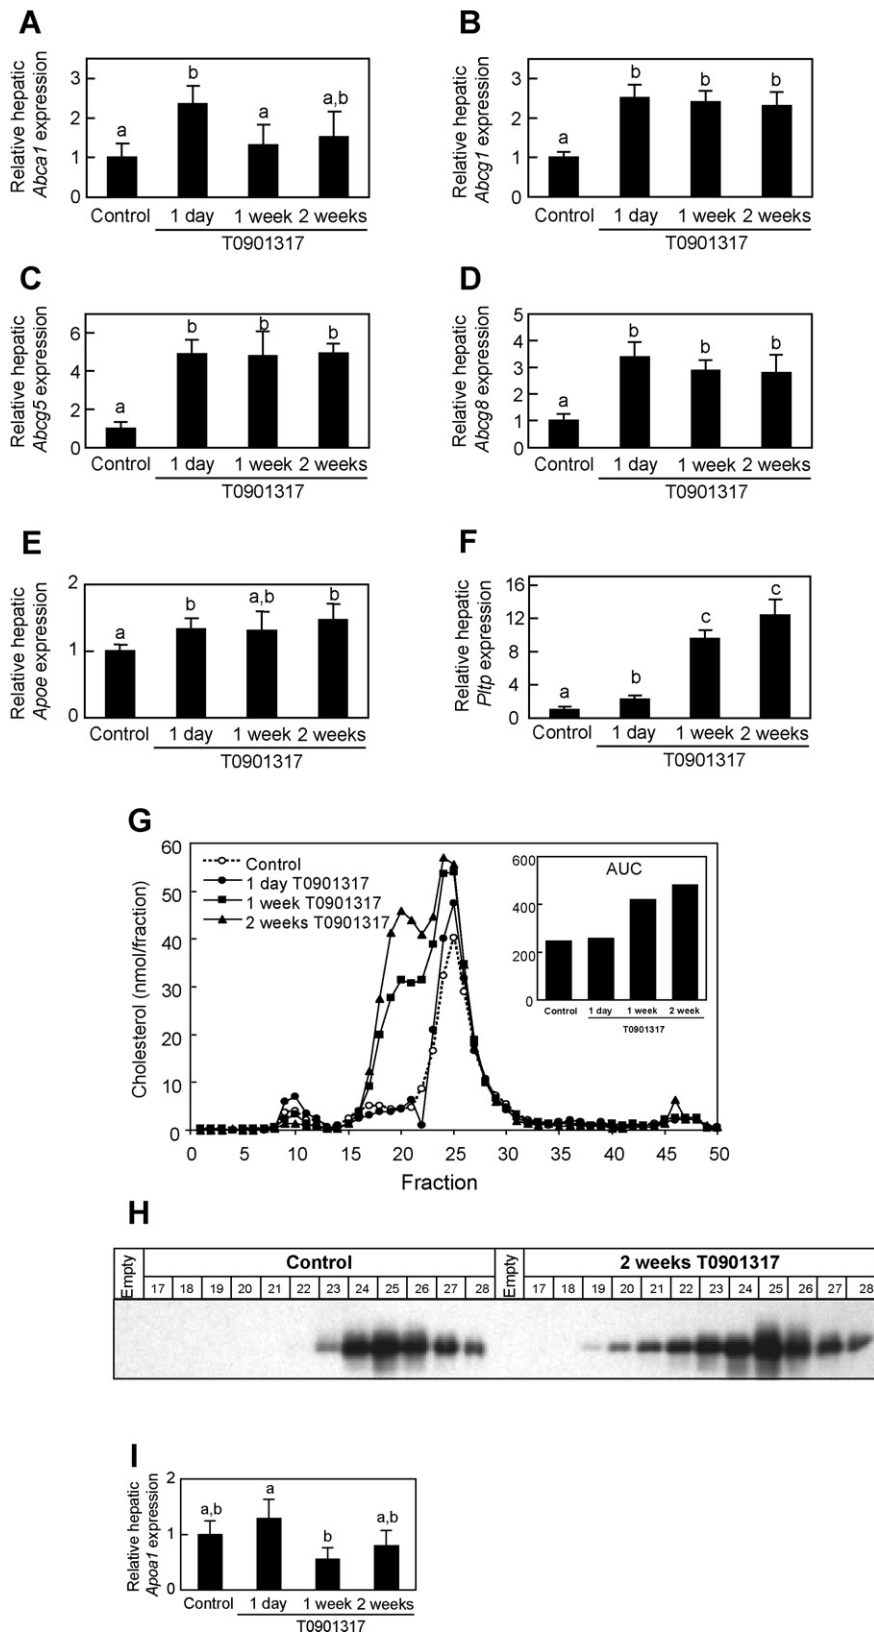 A
Relative hepatic
Abca1 expression
3
2
1
0
a
b
a
a,b
Control 1 day 1 week 2 weeks
T0901317
B
Relative hepatic
Abcg1 expression
3
2
1
0
a
b
b
b
Control 1 day 1 week 2 weeks
T0901317
C
Relative hepatic
Abcg5 expression
6
4
2
0
a
b
b
b
Control 1 day 1 week 2 weeks
T0901317
D
Relative hepatic
Abcg8 expression
5
4
3
2
1
0
a
b
b
b
Control 1 day 1 week 2 weeks
T0901317
E
Relative hepatic
Apoe expression
2
1
0
a
b
a,b
b
Control 1 day 1 week 2 weeks
T0901317
F
Relative hepatic
Pltp expression
16
12
8
4
0
a
b
c
c
Control 1 day 1 week 2 weeks
T0901317
G
Cholesterol (nmol/fraction)
60
50
40
30
20
10
0
Control
1 day T0901317
1 week T0901317
2 weeks T0901317
AUC
600
400
200
0
Control 1 day 1 week 2 week
T0901317
0 5 10 15 20 25 30 35 40 45 50
Fraction
H
Empty Control Empty 2 weeks T0901317
17 18 19 20 21 22 23 24 25 26 27 28 17 18 19 20 21 22 23 24 25 26 27 28
I
Relative hepatic
Apoa1 expression
2
1
0
a,b
a
b
a,b
Control 1 day 1 week 2 weeks
T0901317